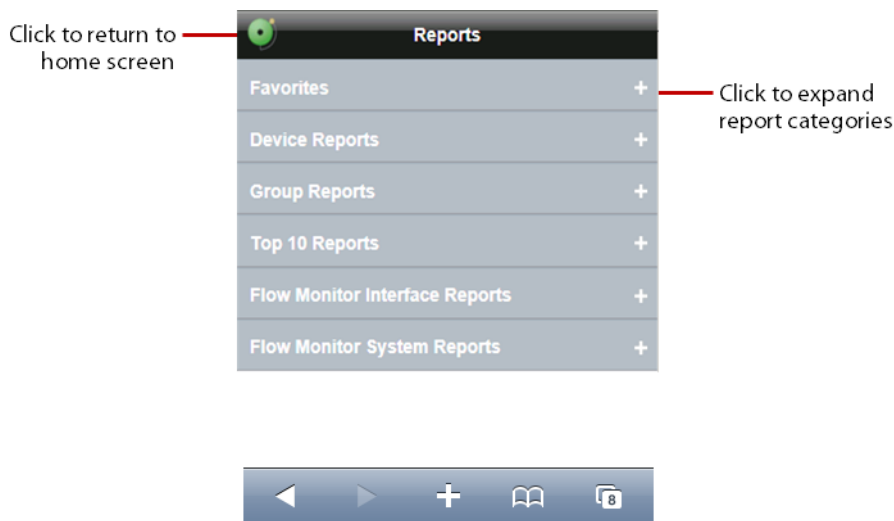 Click to return to
home screen
Reports
Favorites +
Click to expand
report categories
Device Reports +
Group Reports +
Top 10 Reports +
Flow Monitor Interface Reports +
Flow Monitor System Reports +
8